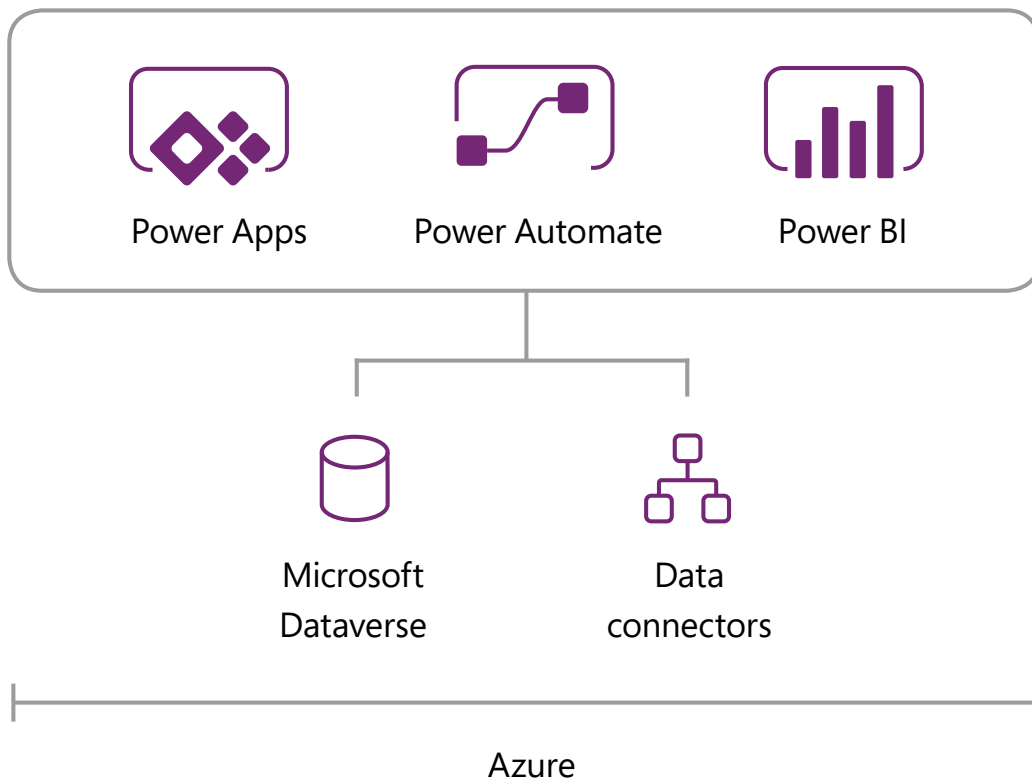 Power Apps
Power Automate
Power BI
Microsoft
Dataverse
Data
connectors
Azure